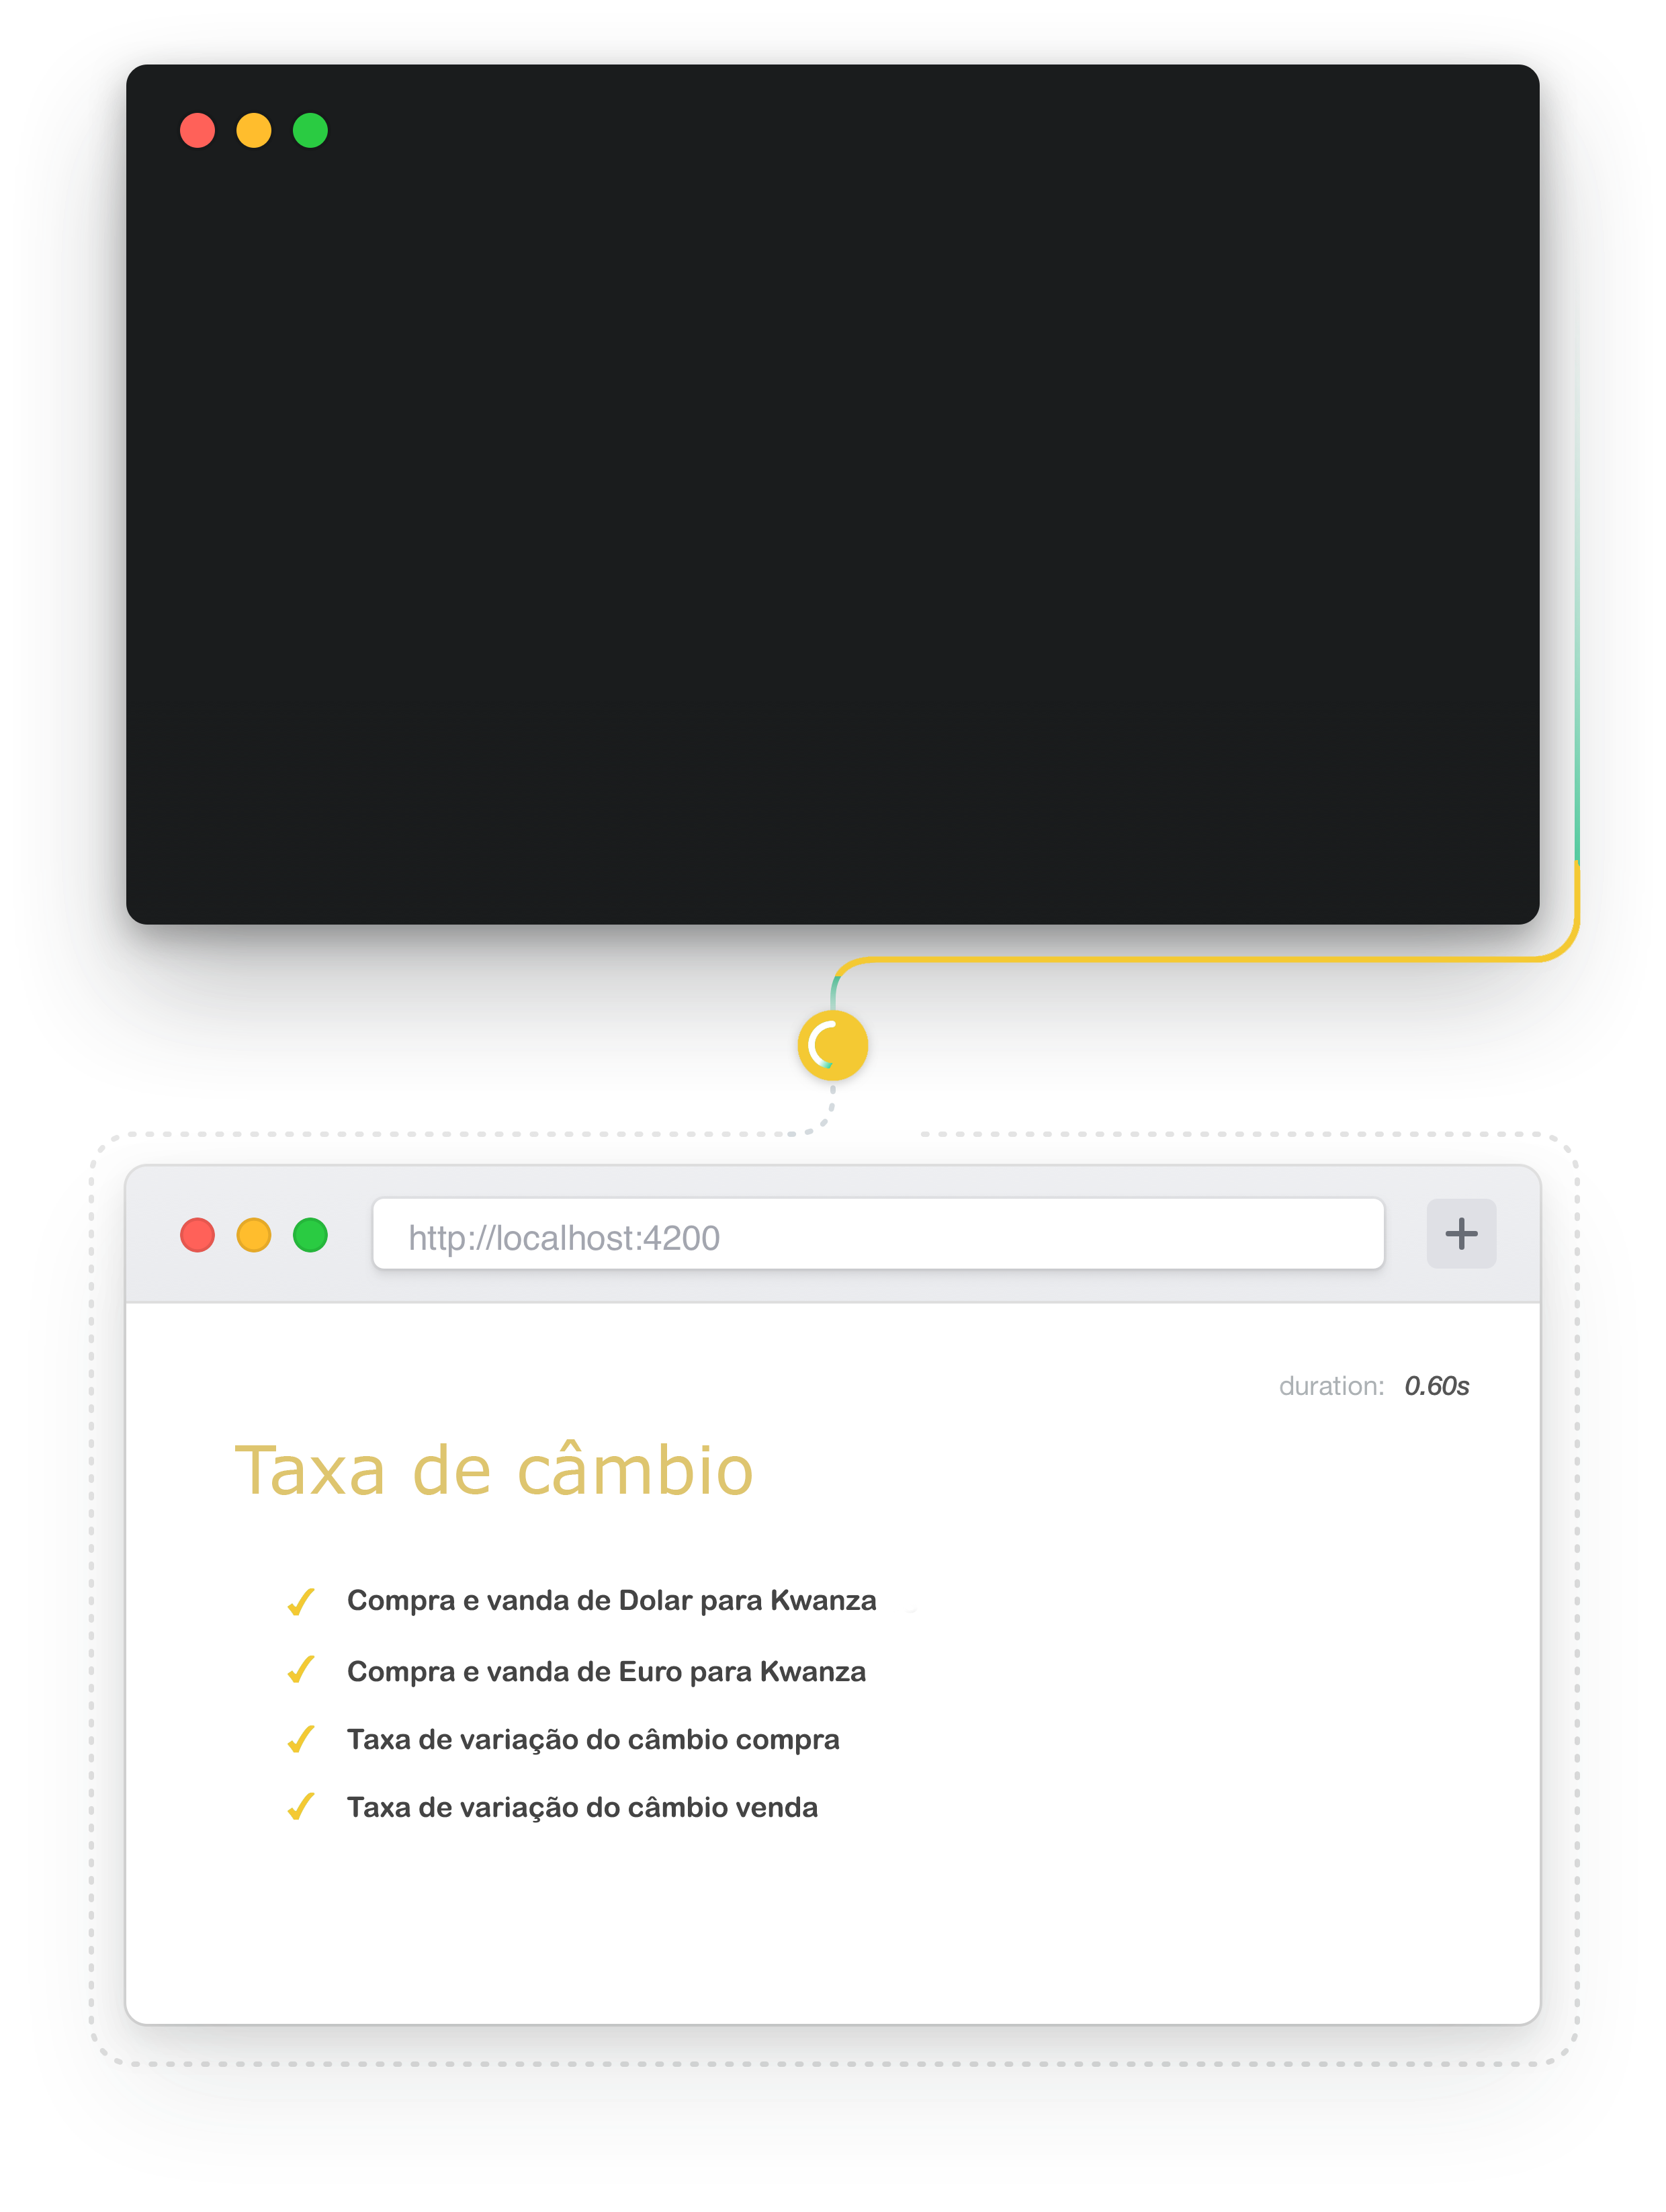 http://localhost:4200
duration: 0.60s
Taxa de câmbio
Compra e vanda de Dolar para Kwanza
Compra e vanda de Euro para Kwanza
Taxa de variação do câmbio compra
Taxa de variação do câmbio venda